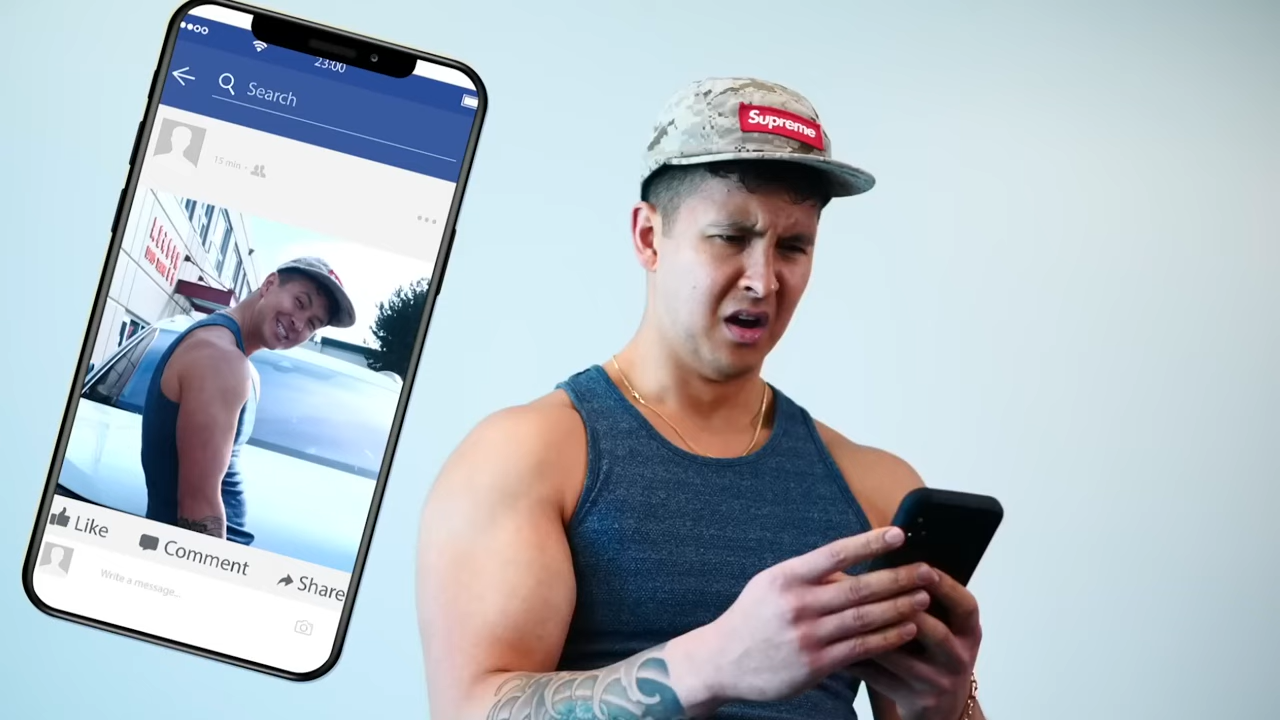 23:00
Search
15 min
Supreme
Like
Comment
Share
Write a message...